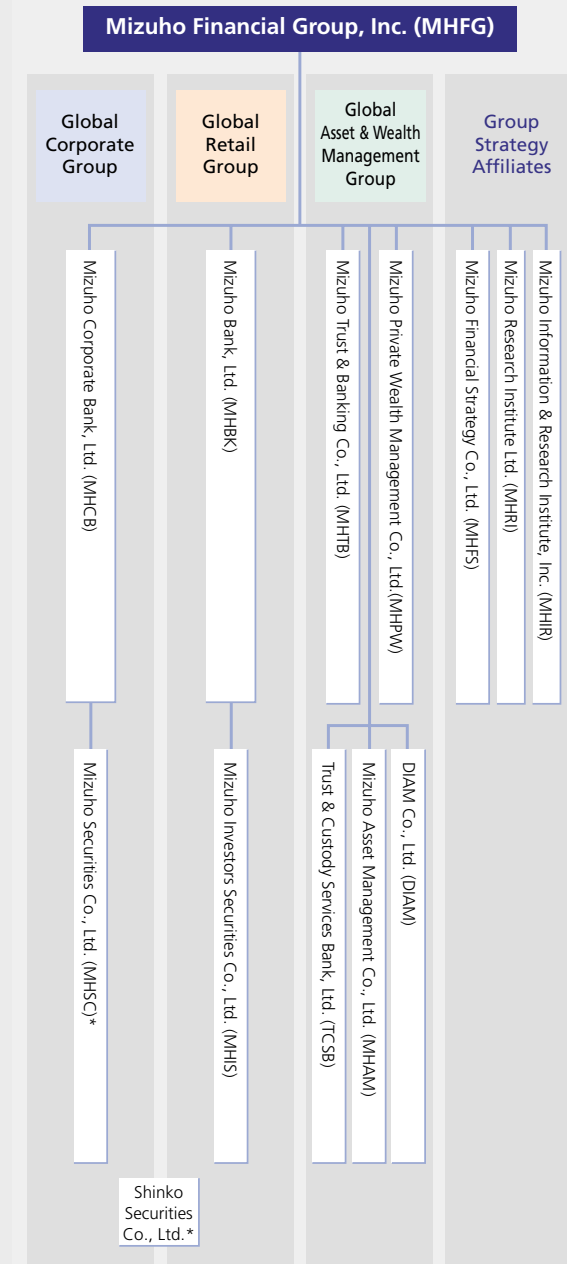 Mizuho Financial Group, Inc. (MHFG)
Global
Corporate
Group
Global
Retail
Group
Global
Asset & Wealth
Management
Group
Group
Strategy
Affiliates
Mizuho Corporate Bank, Ltd. (MHCB)
Mizuho Bank, Ltd. (MHBK)
Mizuho Trust & Banking Co., Ltd. (MHTB)
Mizuho Private Wealth Management Co., Ltd.(MHPW)
Mizuho Financial Strategy Co., Ltd. (MHFS)
Mizuho Research Institute Ltd. (MHRI)
Mizuho Information & Research Institute, Inc. (MHIR)
Mizuho Securities Co., Ltd. (MHSC)*
Mizuho Investors Securities Co., Ltd. (MHIS)
Trust & Custody Services Bank, Ltd. (TCSB)
Mizuho Asset Management Co., Ltd. (MHAM)
DIAM Co., Ltd. (DIAM)
Shinko
Securities
Co., Ltd.*